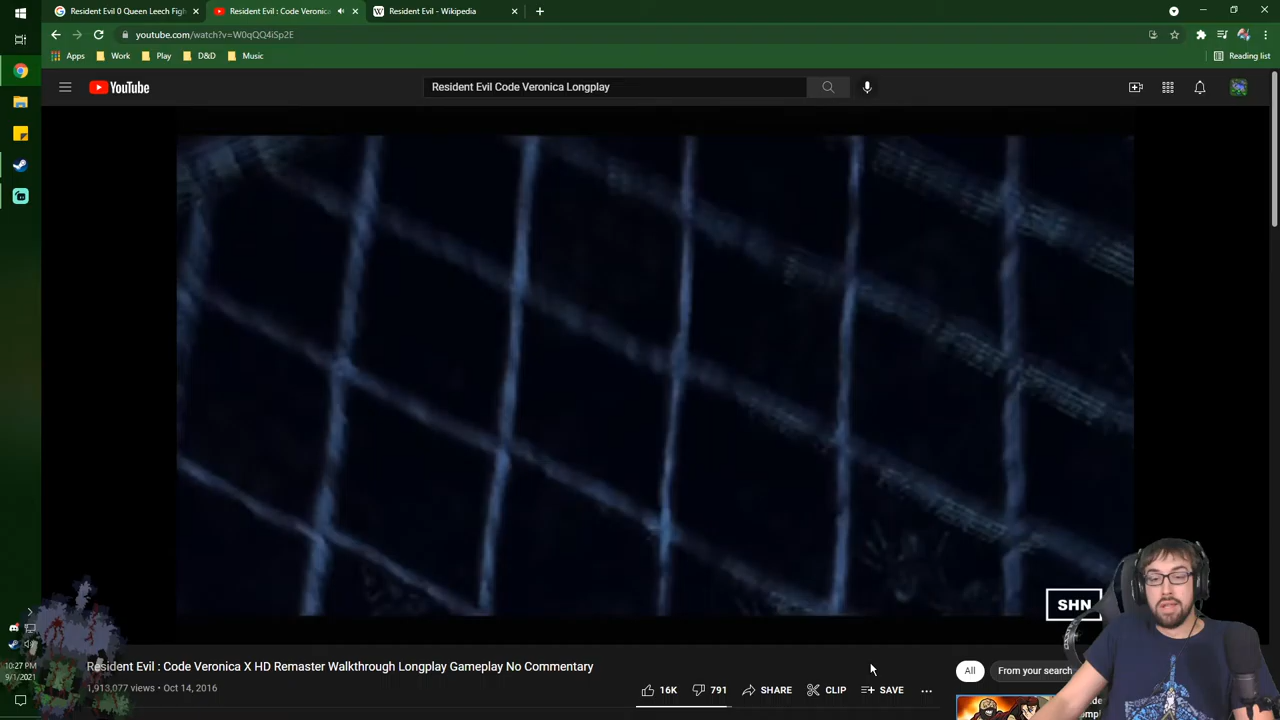 Resident Evil 0 Queen Leech Figh
Resident Evil : Code Veronica
Resident Evil - Wikipedia
youtube.com/watch?v=W0qQQ4iSp2E
Apps Work Play D&D Music Reading list
YouTube
Resident Evil Code Veronica Longplay
SHN
Resident Evil : Code Veronica X HD Remaster Walkthrough Longplay Gameplay No Commentary
1,913,077 views • Oct 14, 2016
16K 791 SHARE CLIP SAVE
All From your search
10:27 PM
9/1/2021